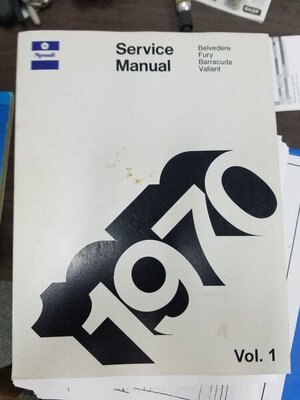 Plymouth
Service
Manual
Belvedere
Fury
Barracuda
Valiant
1970
Vol. 1